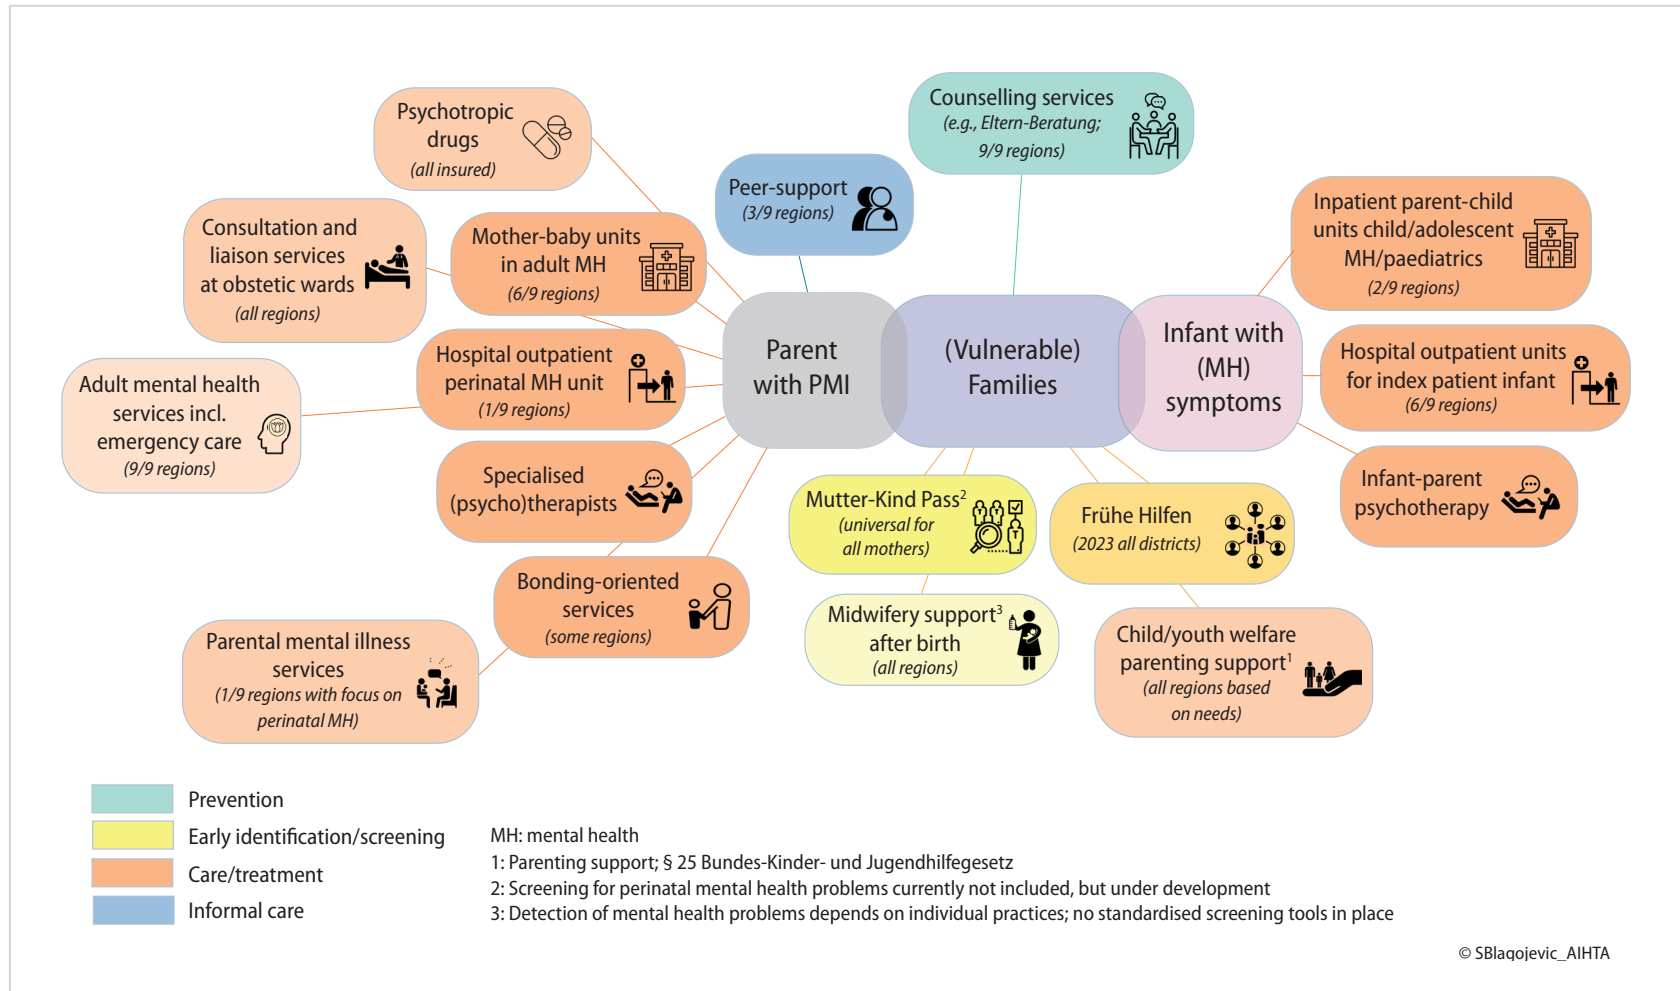 Psychotropic
drugs
(all insured)
Counselling services
(e.g., Eltern-Beratung;
9/9 regions)
Peer-support
(3/9 regions)
Consultation and
liaison services
at obstetic wards
(all regions)
Mother-baby units
in adult MH
(6/9 regions)
Inpatient parent-child
units child/adolescent
MH/paediatrics
(2/9 regions)
Parent
with PMI
(Vulnerable)
Families
Infant with
(MH)
symptoms
Hospital outpatient
perinatal MH unit
(1/9 regions)
Hospital outpatient units
for index patient infant
(6/9 regions)
Adult mental health
services incl.
emergency care
(9/9 regions)
Specialised
(psycho)therapists
Mutter-Kind Pass2
(universal for
all mothers)
Frühe Hilfen
(2023 all districts)
Infant-parent
psychotherapy
Bonding-oriented
services
(some regions)
Midwifery support3
after birth
(all regions)
Child/youth welfare
parenting support1
(all regions based
on needs)
Parental mental illness
services
(1/9 regions with focus on
perinatal MH)
Prevention
Early identification/screening
Care/treatment
Informal care
MH: mental health
1: Parenting support; § 25 Bundes-Kinder- und Jugendhilfegesetz
2: Screening for perinatal mental health problems currently not included, but under development
3: Detection of mental health problems depends on individual practices; no standardised screening tools in place
© SBlagojevic_AIHTA